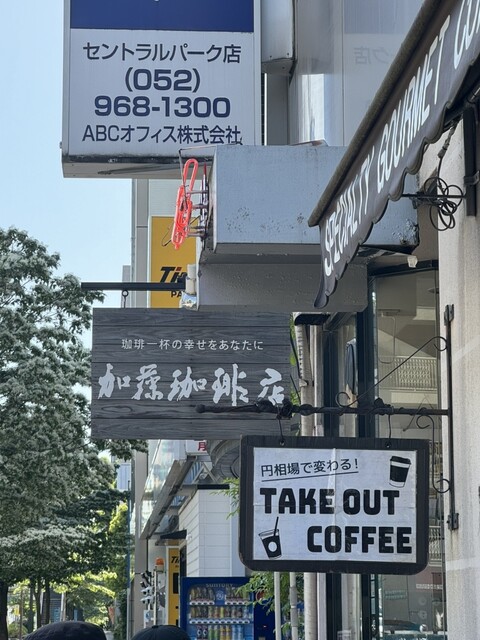 セントラルパーク店
(052)
968-1300
ABCオフィス株式会社
SPECIALTY GOURMET CO
Ti
PA
珈琲一杯の幸せをあなたに
加藤珈琲店
円相場で変わる!
TAKE OUT
COFFEE